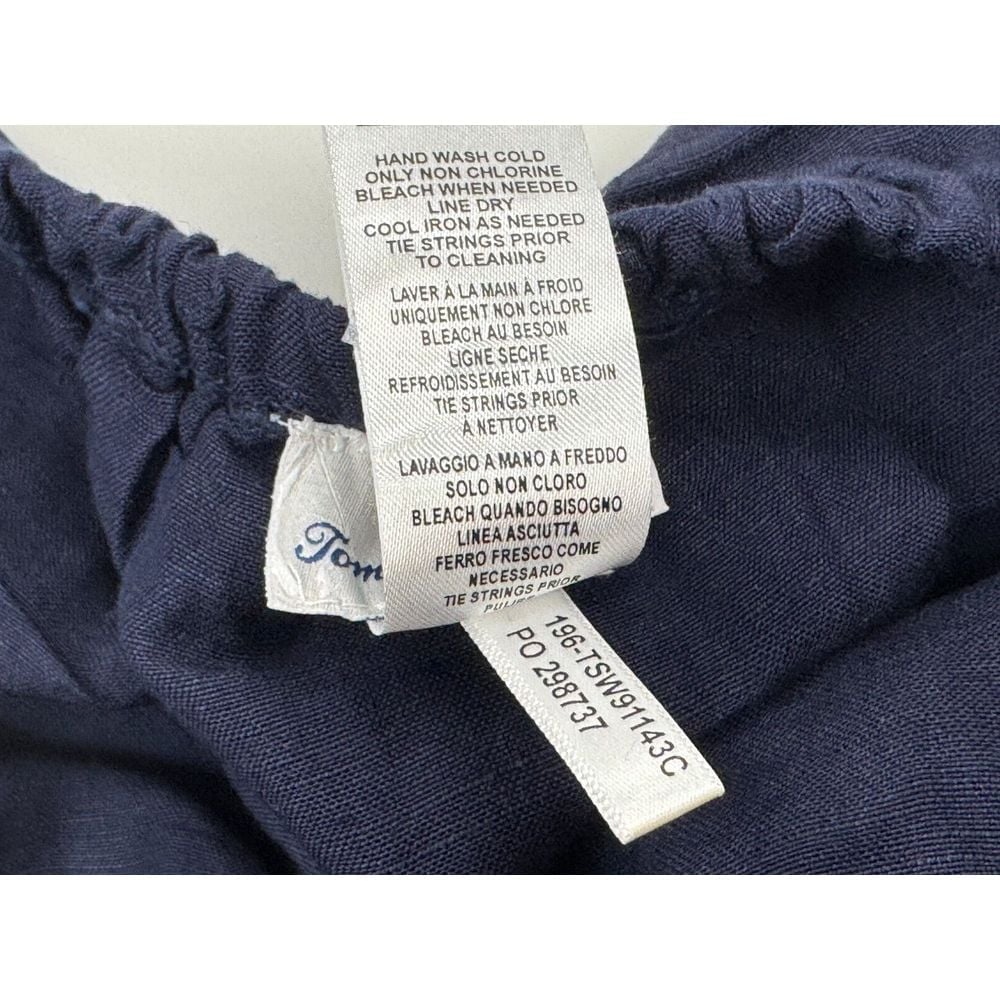 HAND WASH COLD
ONLY NON CHLORINE
BLEACH WHEN NEEDED
LINE DRY
COOL IRON AS NEEDED
TIE STRINGS PRIOR
TO CLEANING
LAVER À LA MAIN À FROID
UNIQUEMENT NON CHLORE
BLEACH AU BESOIN
LIGNE SECHE
REFROIDISSEMENT AU BESOIN
TIE STRINGS PRIOR
À NETTOYER
LAVAGGIO A MANO A FREDDO
SOLO NON CLORO
BLEACH QUANDO BISOGNO
LINEA ASCIUTTA
FERRO FRESCO COME
NECESSARIO
TIE STRINGS PRIOR
Tom
196-TSW91143C
PO 298737